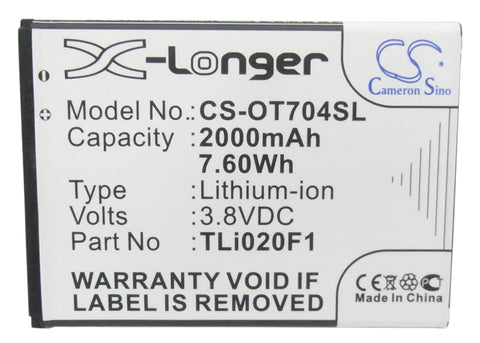 X-Longer
CS
Cameron Sino
Model No.: CS-OT704SL
2000mAh
7.60Wh
Type: Lithium-ion
Volts: 3.8VDC
Part No.: TLi020F1
WARRANTY VOID IF
LABEL IS REMOVED
CE
Made in China